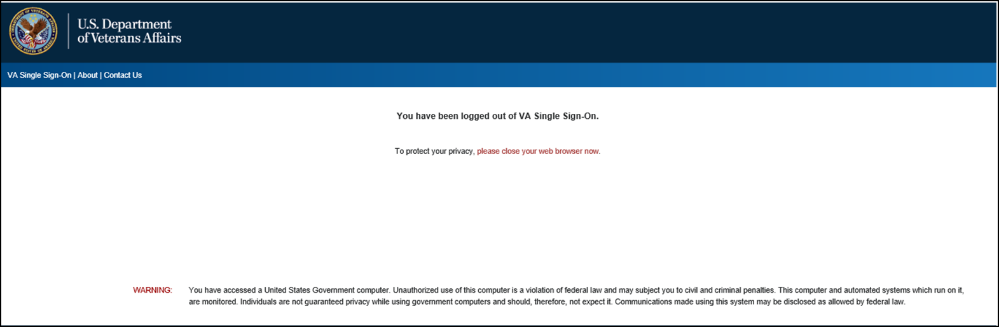 U.S. Department
of Veterans Affairs
VA Single Sign-On | About | Contact Us
You have been logged out of VA Single Sign-On.
To protect your privacy, please close your web browser now.
WARNING: You have accessed a United States Government computer. Unauthorized use of this computer is a violation of federal law and may subject you to civil and criminal penalties. This computer and automated systems which run on it,
are monitored. Individuals are not guaranteed privacy while using government computers and should, therefore, not expect it. Communications made using this system may be disclosed as allowed by federal law.